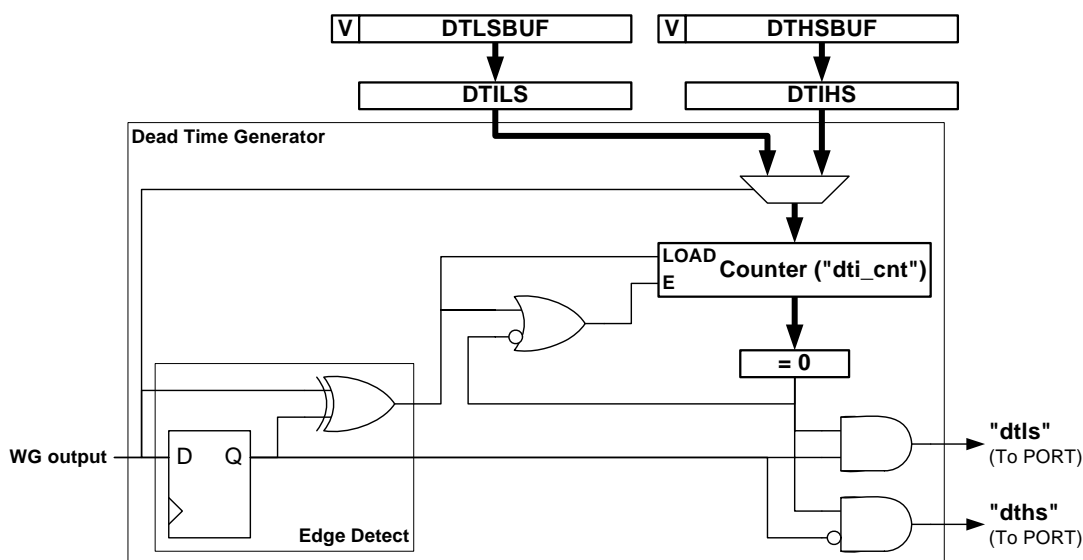 V DTLSBUF V DTHSBUF
DTILS DTIHS
Dead Time Generator
LOAD
E
Counter ("dti_cnt")
= 0
WG output
D Q
Edge Detect
"dtls"
(To PORT)
"dths"
(To PORT)